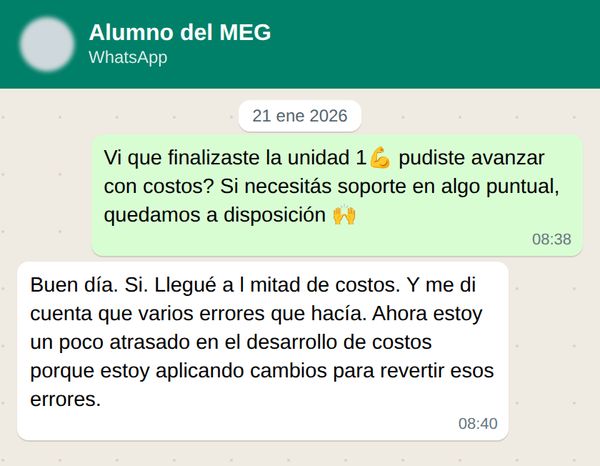 Alumno del MEG
WhatsApp
21 ene 2026
Vi que finalizaste la unidad 1💪 pudiste avanzar
con costos? Si necesitás soporte en algo puntual,
quedamos a disposición 🙌
08:38
Buen día. Si. Llegué a l mitad de costos. Y me di
cuenta que varios errores que hacía. Ahora estoy
un poco atrasado en el desarrollo de costos
porque estoy aplicando cambios para revertir esos
errores.
08:40